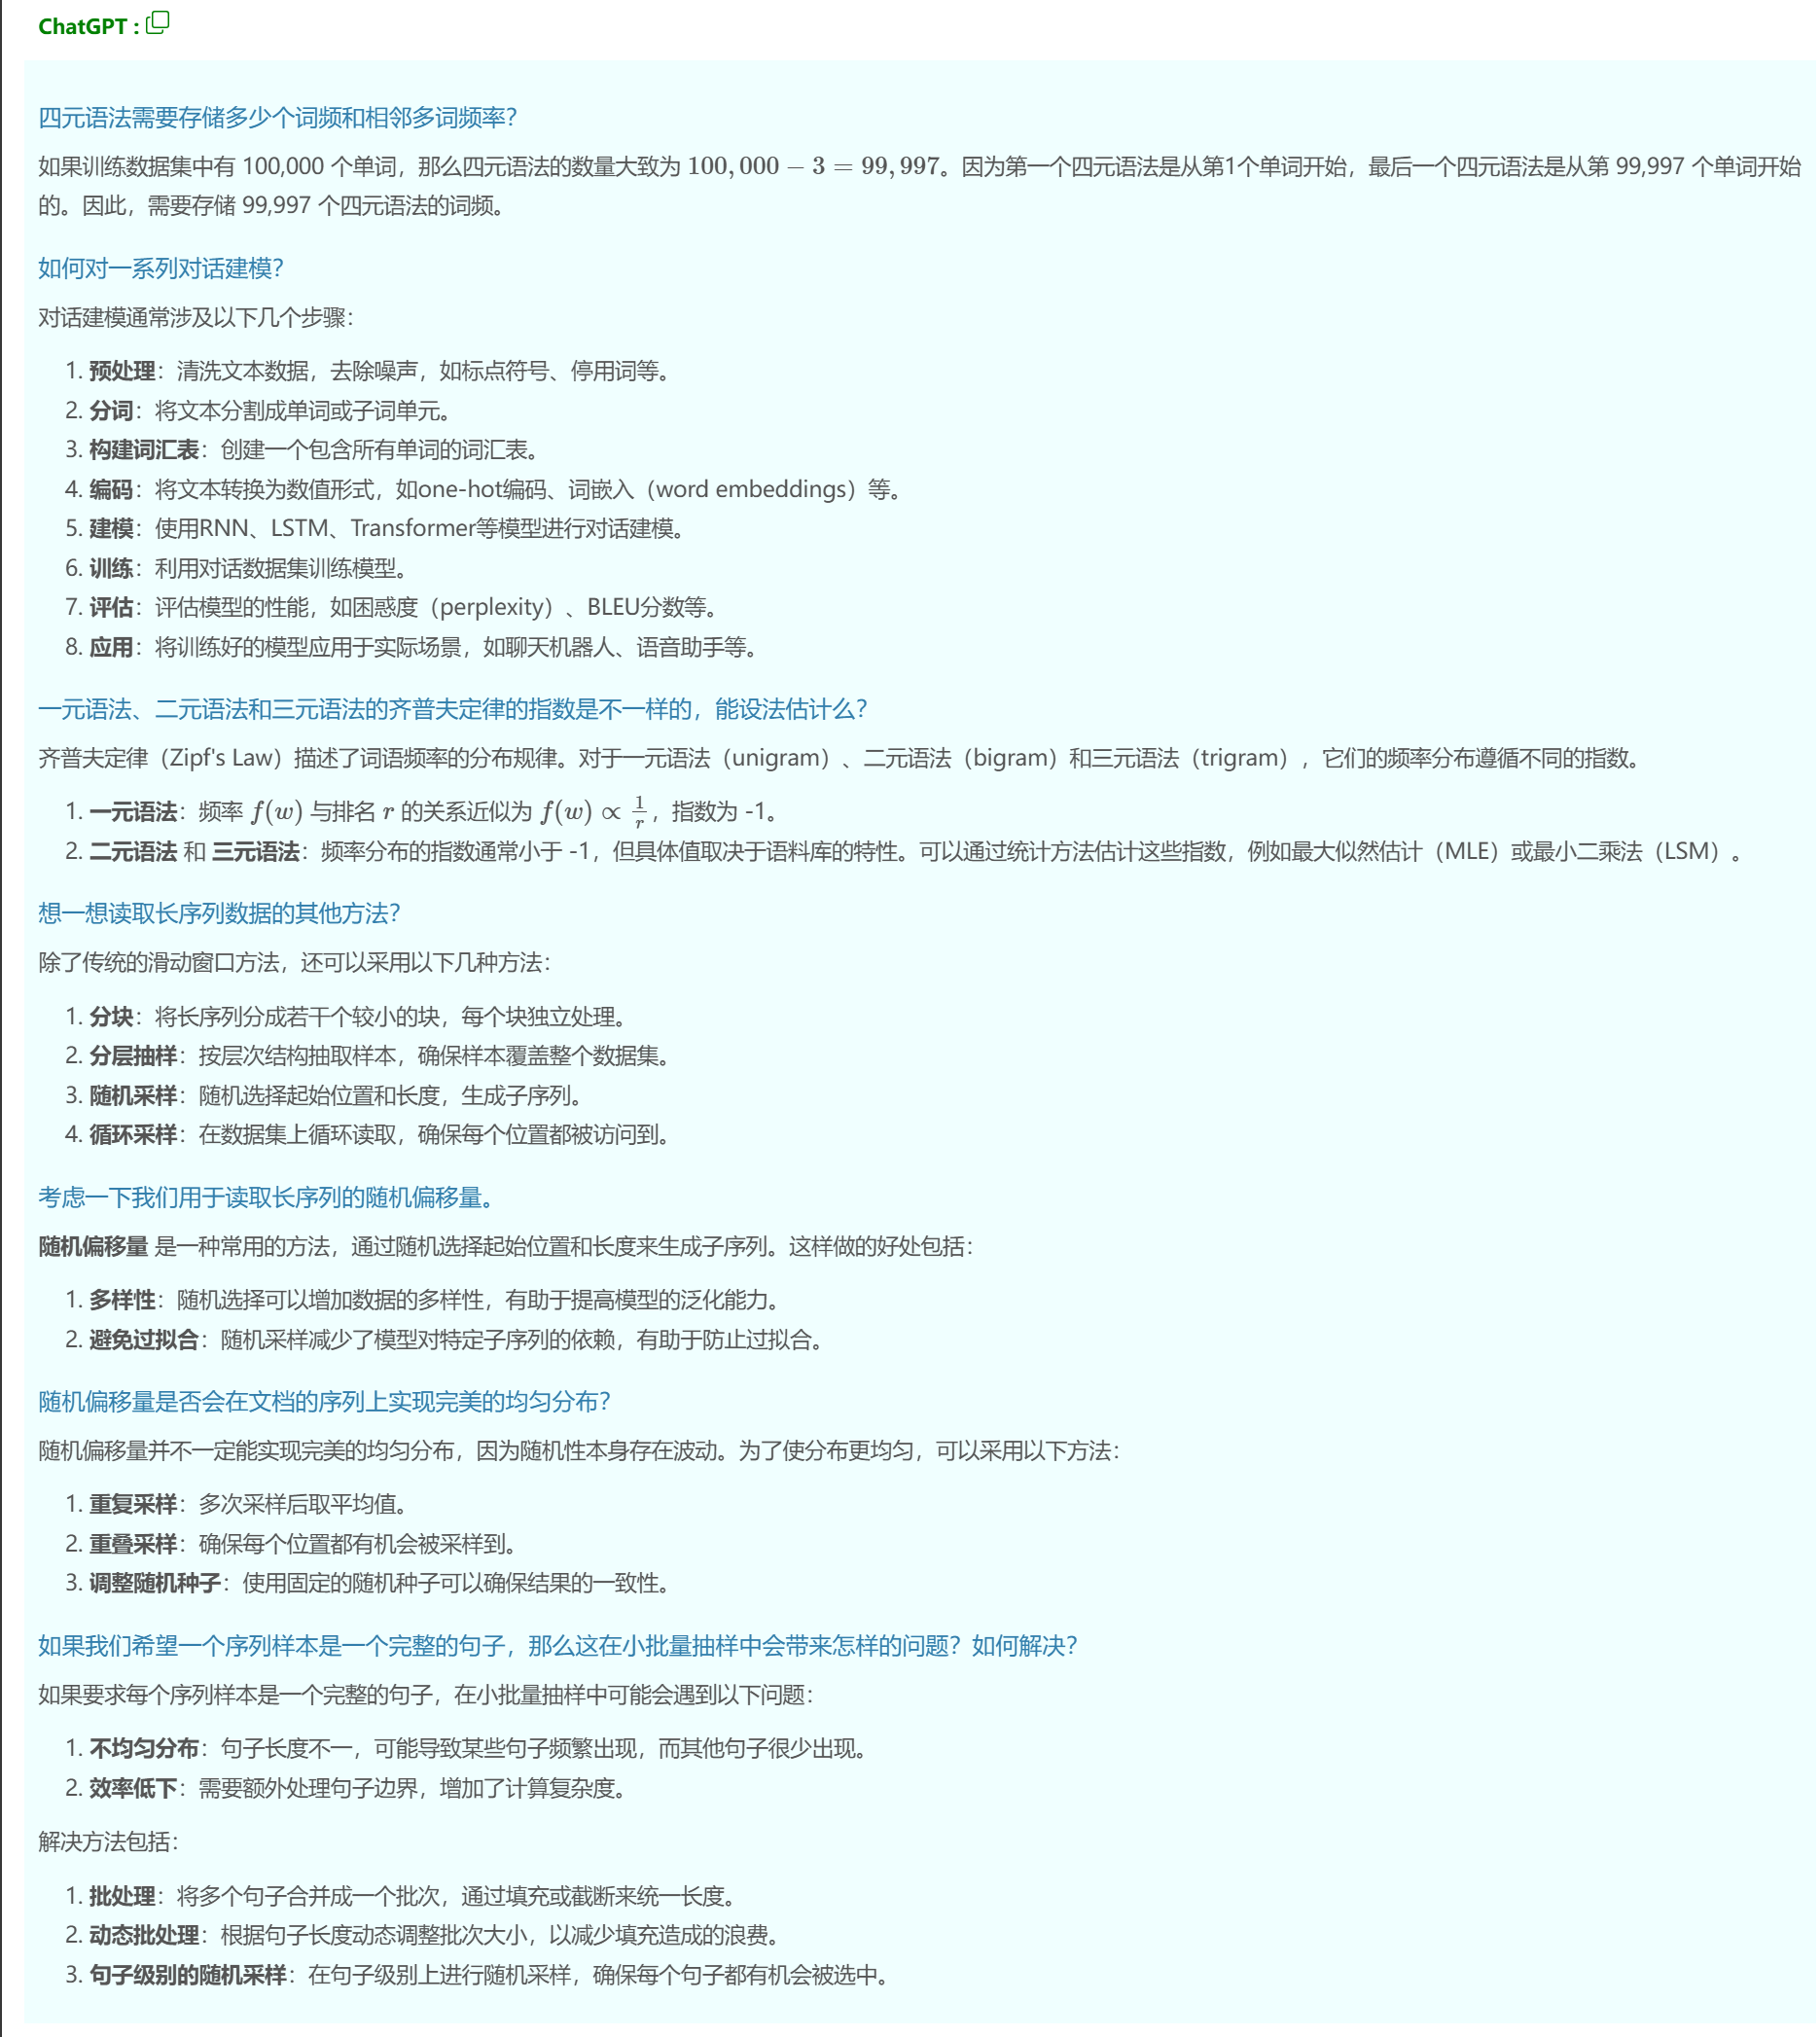 ChatGPT :
四元语法需要存储多少个词频和相邻多词频率？
如果训练数据集中有 100,000 个单词，那么四元语法的数量大致为 100,000 − 3 = 99,997。因为第一个四元语法是从第1个单词开始，最后一个四元语法是从第 99,997 个单词开始
的。因此，需要存储 99,997 个四元语法的词频。
如何对一系列对话建模？
对话建模通常涉及以下几个步骤：
1. 预处理：清洗文本数据，去除噪声，如标点符号、停用词等。
2. 分词：将文本分割成单词或子词单元。
3. 构建词汇表：创建一个包含所有单词的词汇表。
4. 编码：将文本转换为数值形式，如one-hot编码、词嵌入（word embeddings）等。
5. 建模：使用RNN、LSTM、Transformer等模型进行对话建模。
6. 训练：利用对话数据集训练模型。
7. 评估：评估模型的性能，如困惑度（perplexity）、BLEU分数等。
8. 应用：将训练好的模型应用于实际场景，如聊天机器人、语音助手等。
一元语法、二元语法和三元语法的齐普夫定律的指数是不一样的，能设法估计么？
齐普夫定律（Zipf's Law）描述了词语频率的分布规律。对于一元语法（unigram）、二元语法（bigram）和三元语法（trigram），它们的频率分布遵循不同的指数。
1. 一元语法：频率 f(w) 与排名 r 的关系近似为 f(w) ∝ 1/r，指数为 -1。
2. 二元语法 和 三元语法：频率分布的指数通常小于 -1，但具体值取决于语料库的特性。可以通过统计方法估计这些指数，例如最大似然估计（MLE）或最小二乘法（LSM）。
想一想读取长序列数据的其他方法？
除了传统的滑动窗口方法，还可以采用以下几种方法：
1. 分块：将长序列分成若干个较小的块，每个块独立处理。
2. 分层抽样：按层次结构抽取样本，确保样本覆盖整个数据集。
3. 随机采样：随机选择起始位置和长度，生成子序列。
4. 循环采样：在数据集上循环读取，确保每个位置都被访问到。
考虑一下我们用于读取长序列的随机偏移量。
随机偏移量 是一种常用的方法，通过随机选择起始位置和长度来生成子序列。这样做的好处包括：
1. 多样性：随机选择可以增加数据的多样性，有助于提高模型的泛化能力。
2. 避免过拟合：随机采样减少了模型对特定子序列的依赖，有助于防止过拟合。
随机偏移量是否会在文档的序列上实现完美的均匀分布？
随机偏移量并不一定能实现完美的均匀分布，因为随机性本身存在波动。为了使分布更均匀，可以采用以下方法：
1. 重复采样：多次采样后取平均值。
2. 重叠采样：确保每个位置都有机会被采样到。
3. 调整随机种子：使用固定的随机种子可以确保结果的一致性。
如果我们希望一个序列样本是一个完整的句子，那么这在小批量抽样中会带来怎样的问题？如何解决？
如果要求每个序列样本是一个完整的句子，在小批量抽样中可能会遇到以下问题：
1. 不均匀分布：句子长度不一，可能导致某些句子频繁出现，而其他句子很少出现。
2. 效率低下：需要额外处理句子边界，增加了计算复杂度。
解决方法包括：
1. 批处理：将多个句子合并成一个批次，通过填充或截断来统一长度。
2. 动态批处理：根据句子长度动态调整批次大小，以减少填充造成的浪费。
3. 句子级别的随机采样：在句子级别上进行随机采样，确保每个句子都有机会被选中。